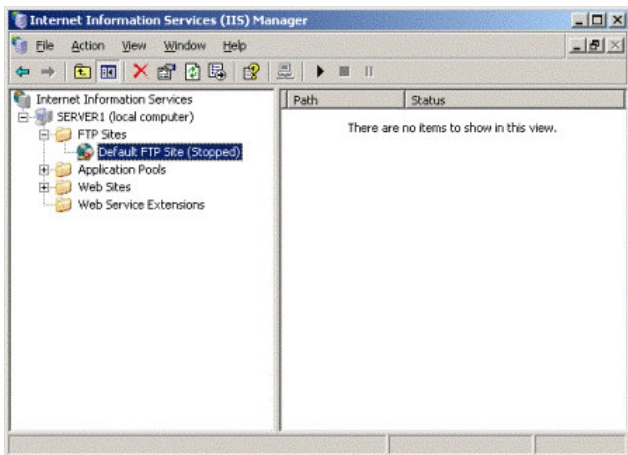 Internet Information Services (IIS) Manager
File Action View Window Help
Internet Information Services
SERVER1 (local computer)
FTP Sites
Default FTP Site (Stopped)
Application Pools
Web Sites
Web Service Extensions
Path Status
There are no items to show in this view.